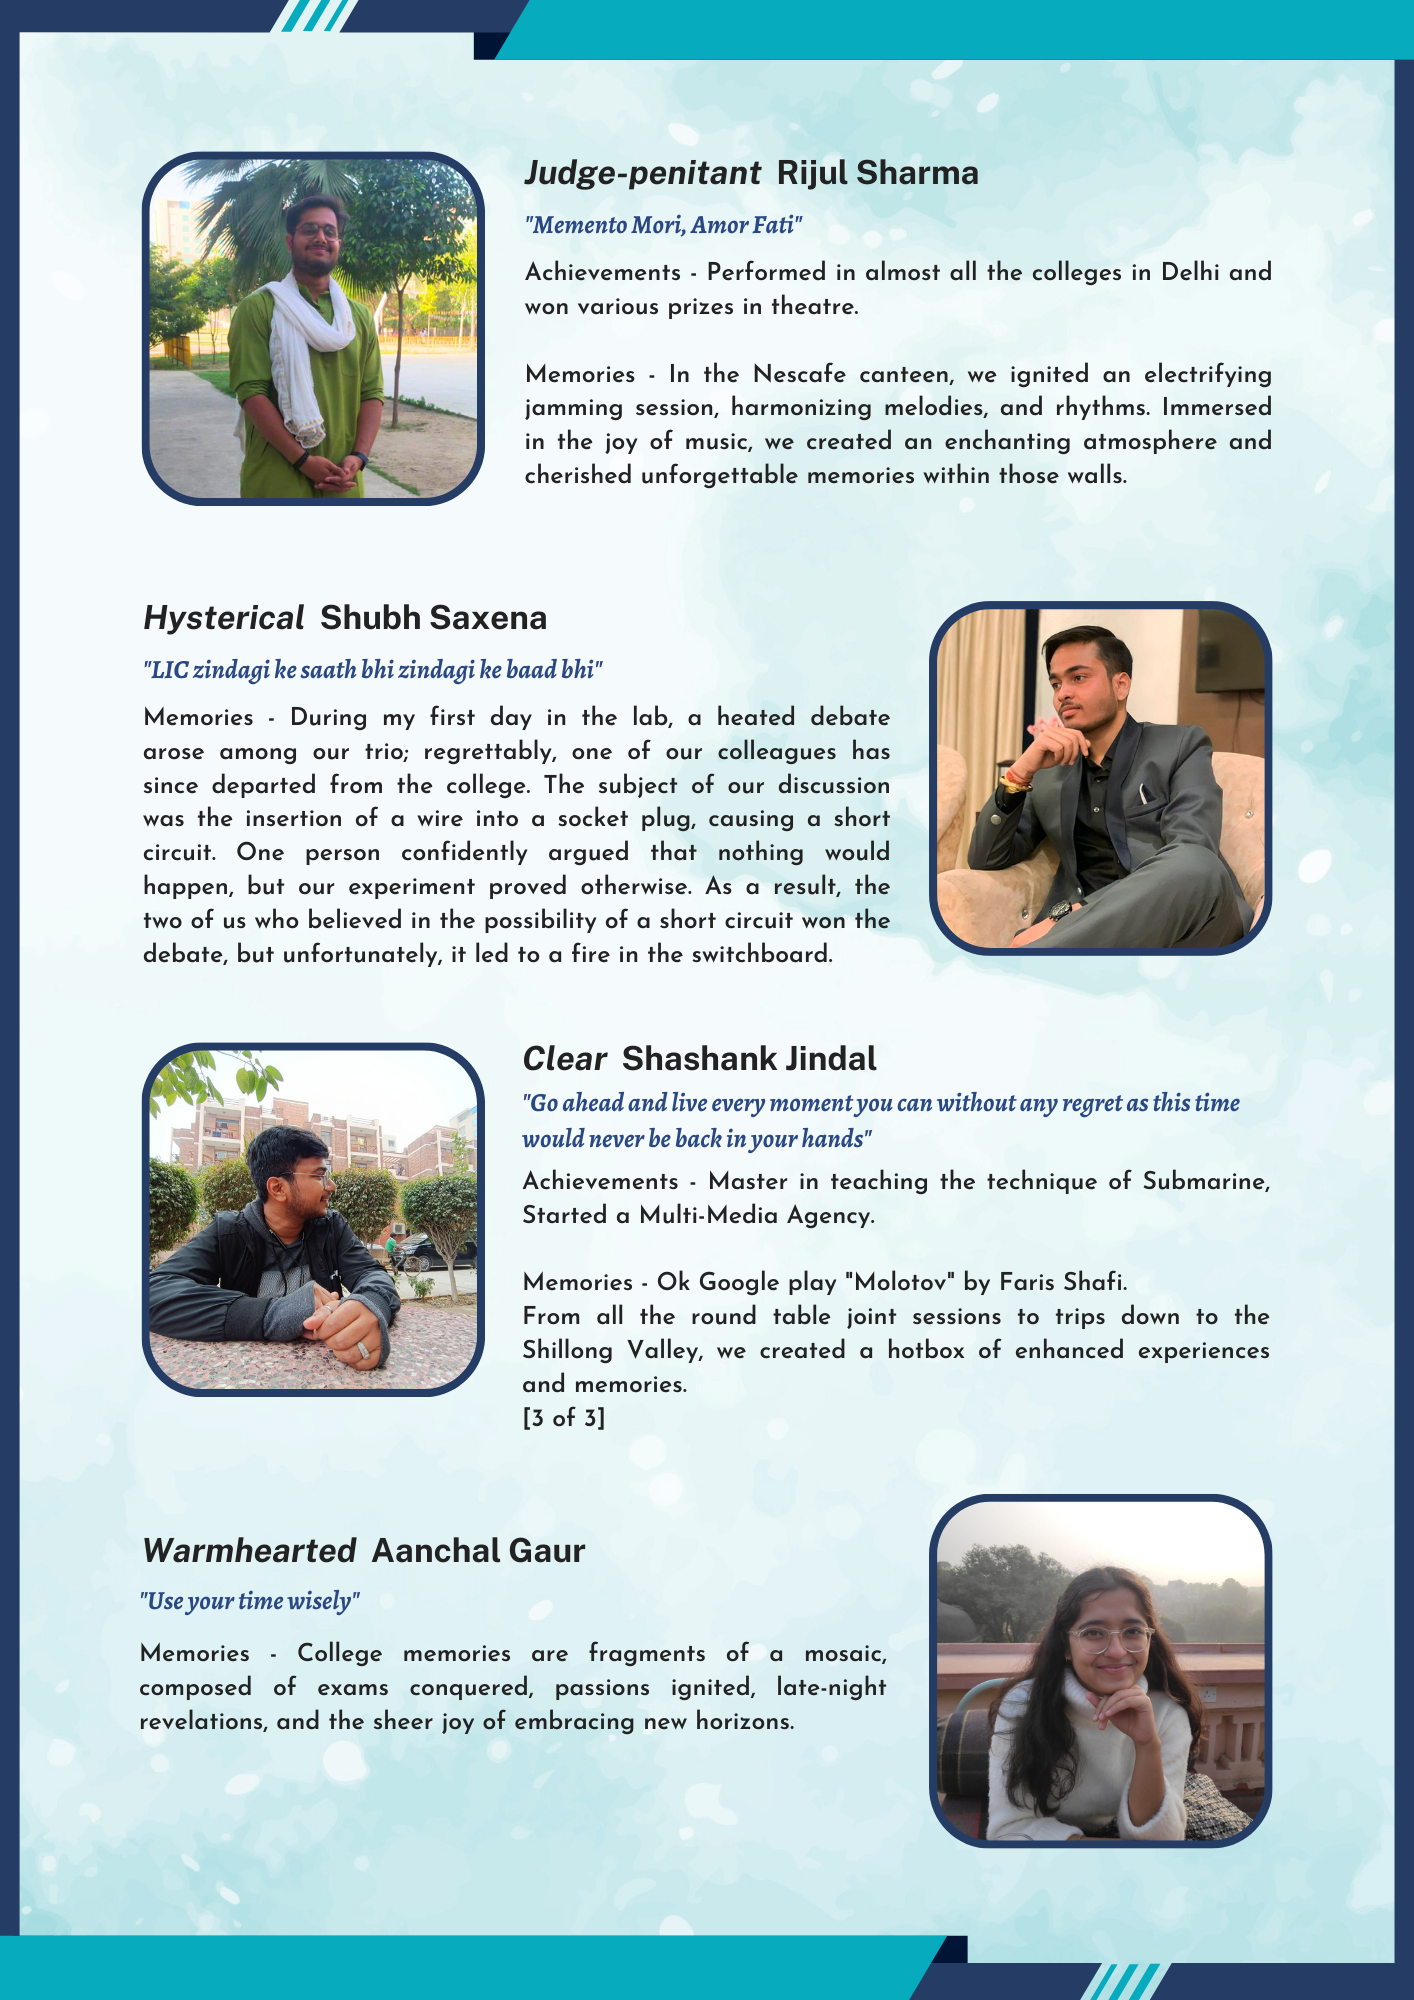 Judge-penitant Rijul Sharma
"Memento Mori, Amor Fati"
Achievements - Performed in almost all the colleges in Delhi and
won various prizes in theatre.
Memories - In the Nescafe canteen, we ignited an electrifying
jamming session, harmonizing melodies, and rhythms. Immersed
in the joy of music, we created an enchanting atmosphere and
cherished unforgettable memories within those walls.
Hysterical Shubh Saxena
"LIC zindagi ke saath bhi zindagi ke baad bhi"
Memories - During my first day in the lab, a heated debate
arose among our trio; regrettably, one of our colleagues has
since departed from the college. The subject of our discussion
was the insertion of a wire into a socket plug, causing a short
circuit. One person confidently argued that nothing would
happen, but our experiment proved otherwise. As a result, the
two of us who believed in the possibility of a short circuit won the
debate, but unfortunately, it led to a fire in the switchboard.
Clear Shashank Jindal
"Go ahead and live every moment you can without any regret as this time
would never be back in your hands"
Achievements - Master in teaching the technique of Submarine,
Started a Multi-Media Agency.
Memories - Ok Google play "Molotov" by Faris Shafi.
From all the round table joint sessions to trips down to the
Shillong Valley, we created a hotbox of enhanced experiences
and memories.
[3 of 3]
Warmhearted Aanchal Gaur
"Use your time wisely"
Memories - College memories are fragments of a mosaic,
composed of exams conquered, passions ignited, late-night
revelations, and the sheer joy of embracing new horizons.